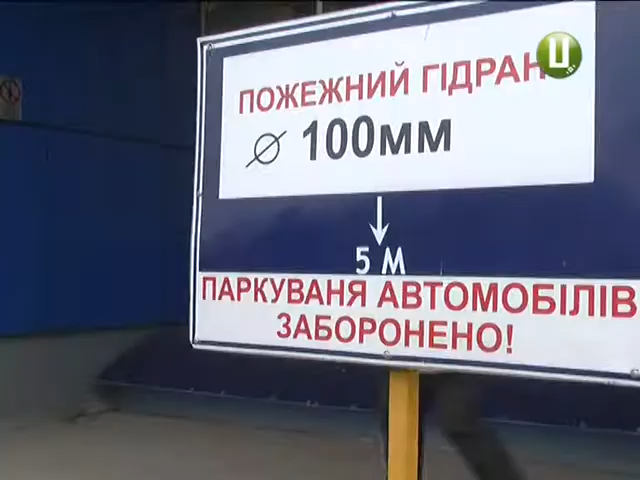 ПОЖЕЖНИЙ ГІДРАН
⌀ 100мм
↓
5 М
ПАРКУВАНЯ АВТОМОБІЛІВ
ЗАБОРОНЕНО!